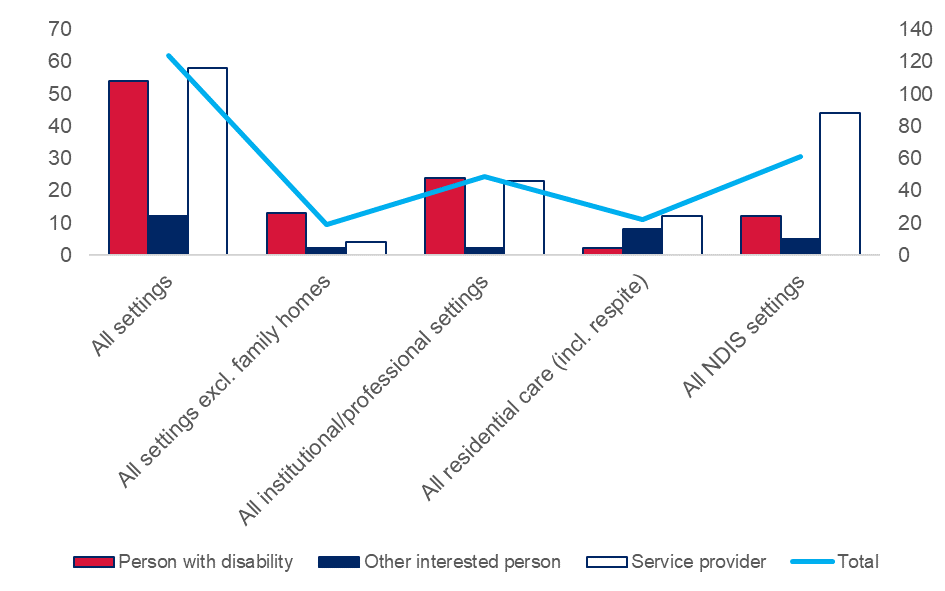 70
60
50
40
30
20
10
0
140
120
100
80
60
40
20
0
All settings
All settings excl. family homes
All institutional/professional settings
All residential care (incl. respite)
All NDIS settings
Person with disability
Other interested person
Service provider
Total